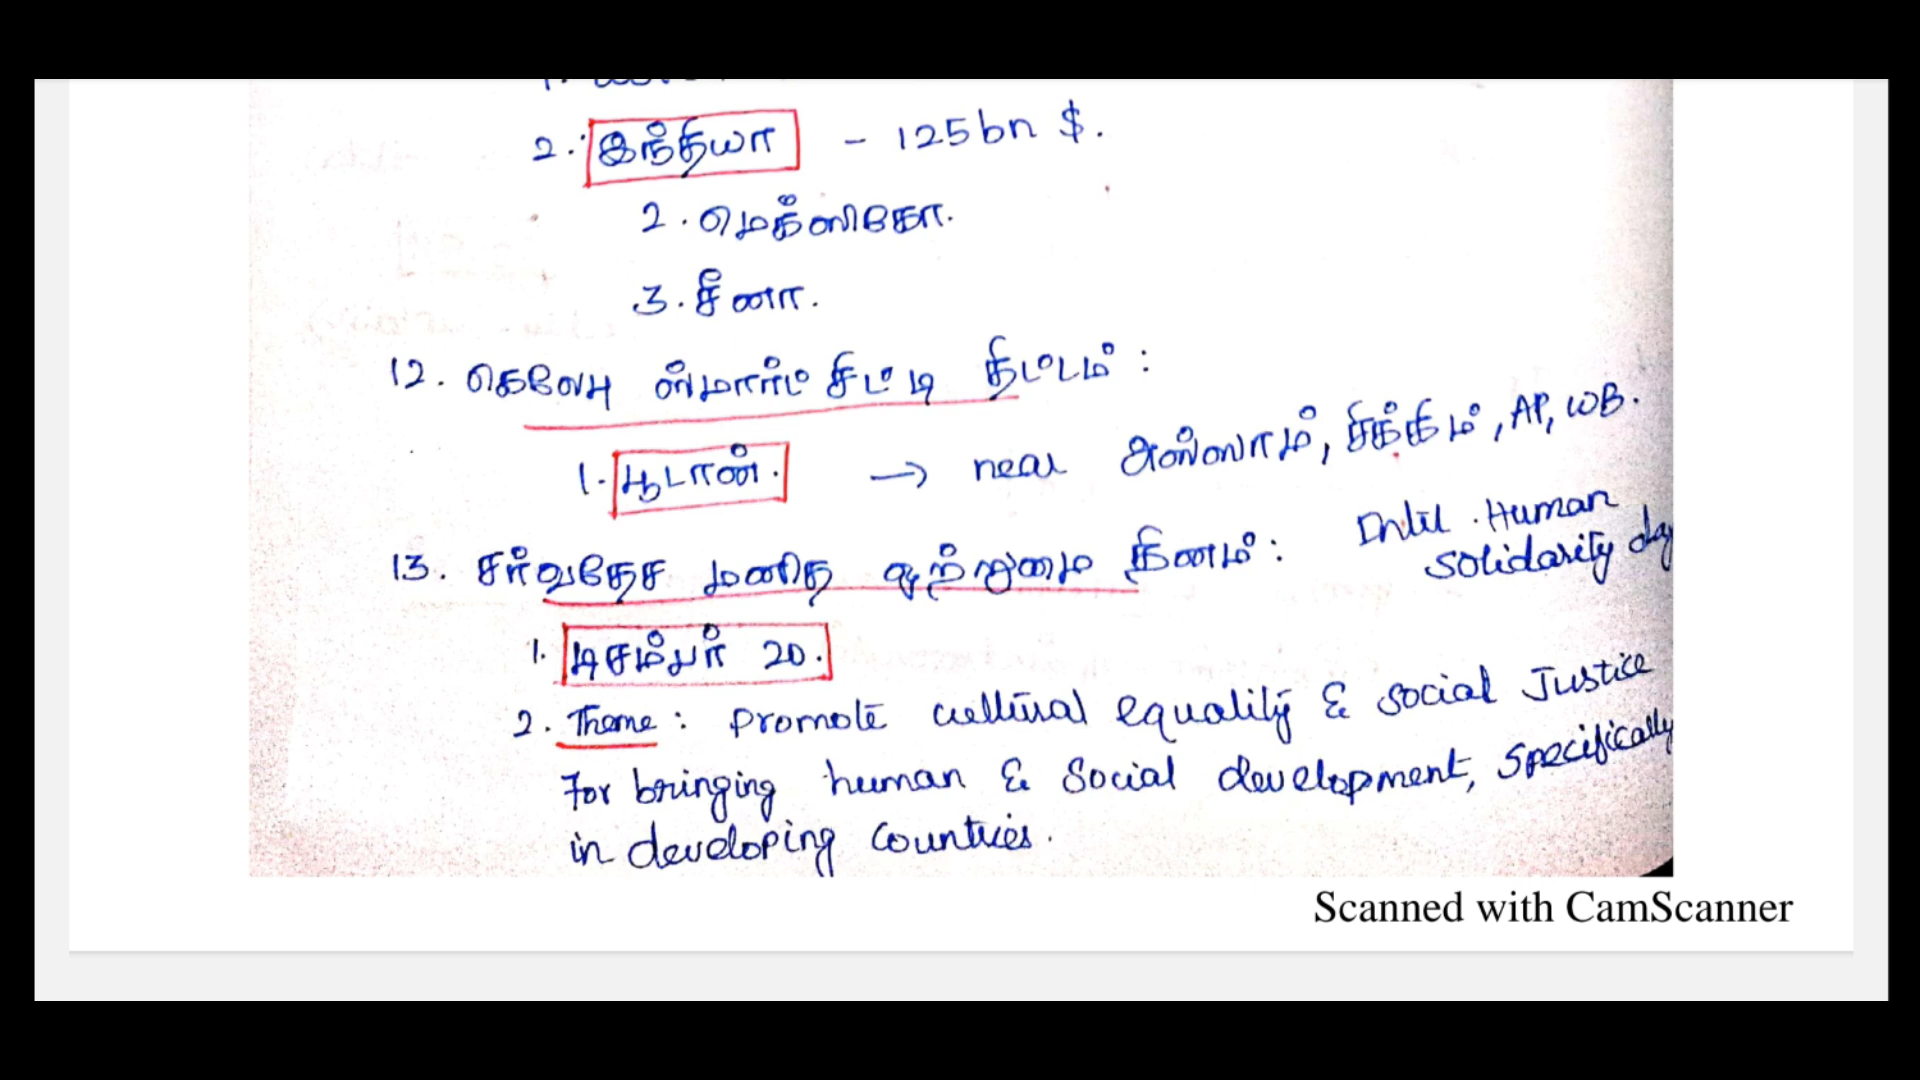 2. இந்தியா - 125bn $.
2. மெக்ஸிகோ.
3. சீனா.
12. கெலேபு ஸ்மார்ட் சிட்டி திட்டம் :
1. பூடான். → near அஸ்ஸாம், சிக்கிம், AP, WB.
13. சர்வதேச மனித ஒற்றுமை தினம் : Intl. Human
solidarity day
1. டிசம்பர் 20.
2. Theme : Promote cultural equality & social Justice
For bringing human & Social development, specifically
in developing countries.
Scanned with CamScanner